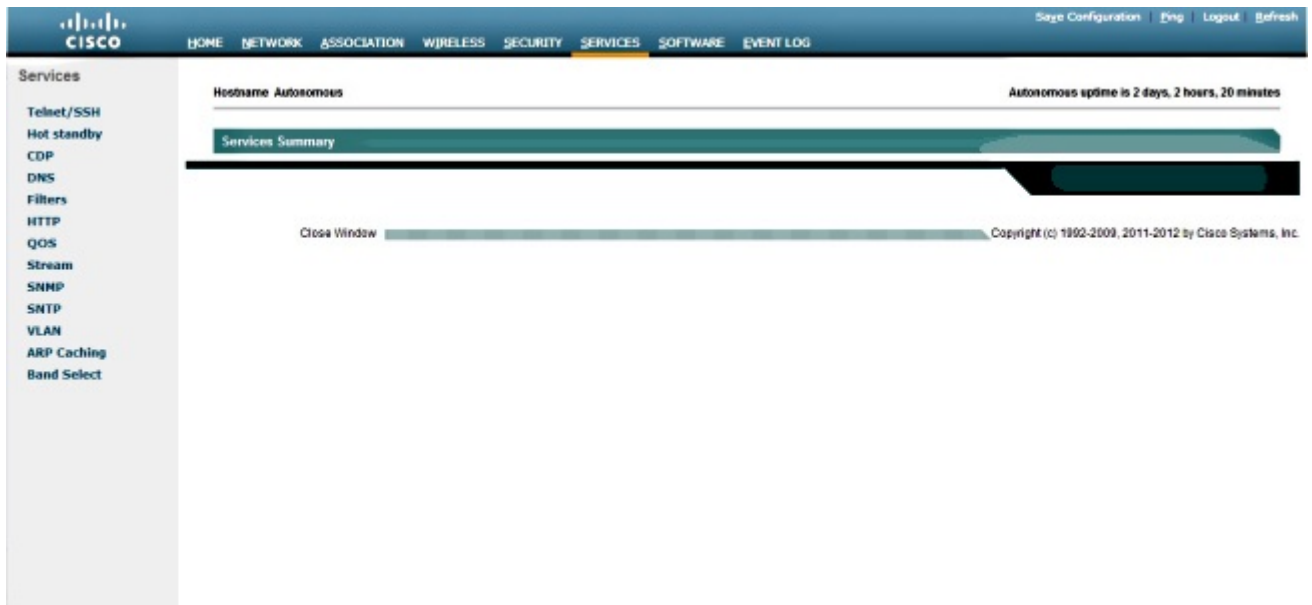 Save Configuration | Ping | Logout | Refresh
CISCO
HOME NETWORK ASSOCIATION WIRELESS SECURITY SERVICES SOFTWARE EVENT LOG
Services
Hostname Autonomous
Autonomous uptime is 2 days, 2 hours, 20 minutes
Telnet/SSH
Hot standby
CDP
DNS
Filters
HTTP
QOS
Stream
SNMP
SNTP
VLAN
ARP Caching
Band Select
Services Summary
Close Window
Copyright (c) 1992-2009, 2011-2012 by Cisco Systems, Inc.